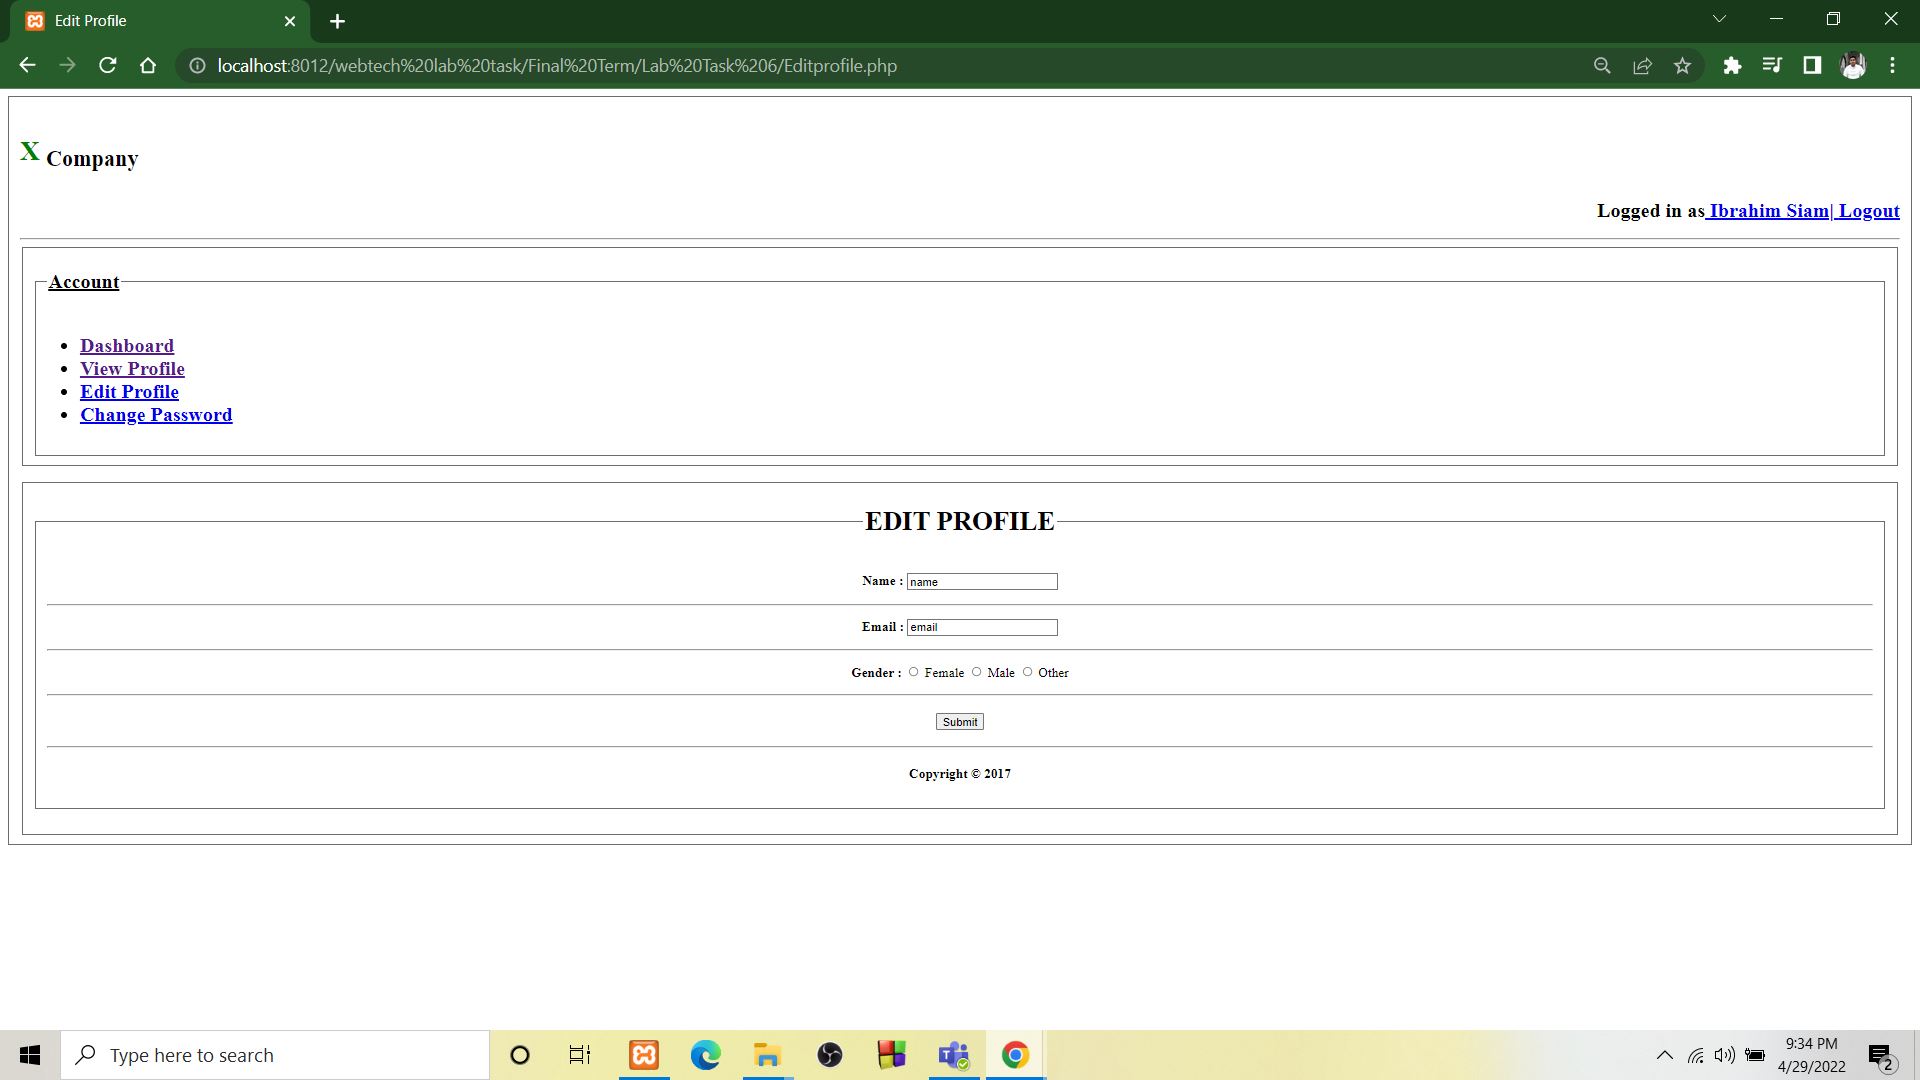 Edit Profile
localhost:8012/webtech%20lab%20task/Final%20Term/Lab%20Task%206/Editprofile.php
X Company
Logged in as Ibrahim Siam| Logout
Account
Dashboard
View Profile
Edit Profile
Change Password
EDIT PROFILE
Name : name
Email : email
Gender : Female Male Other
Submit
Copyright © 2017
Type here to search
9:34 PM
4/29/2022
2